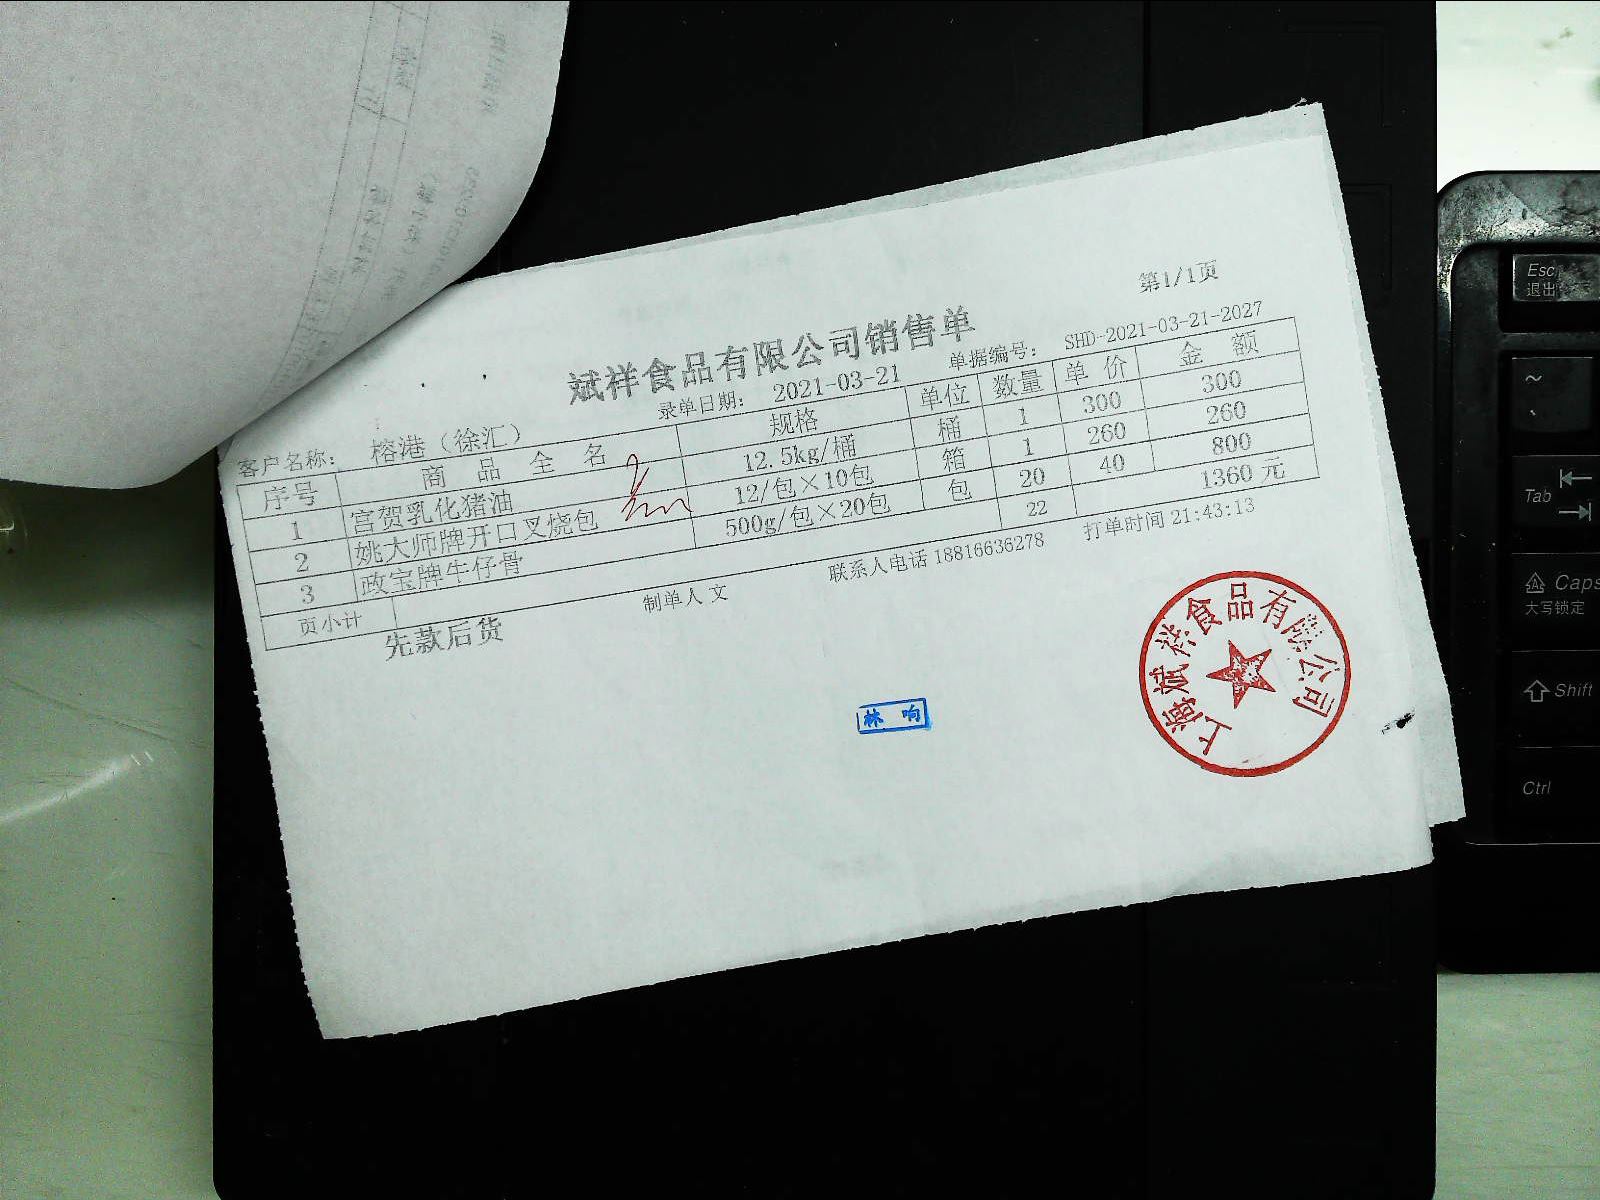 第1/1页
斌祥食品有限公司销售单
客户名称： 榕港（徐汇） 录单日期： 2021-03-21 单据编号： SHD-2021-03-21-2027
序号 商品全名 规格 单位 数量 单价 金额
1 宫贺乳化猪油 12.5kg/桶 桶 1 300 300
2 姚大师牌开口叉烧包 12/包×10包 箱 1 260 260
3 政宝牌牛仔骨 500g/包×20包 包 20 40 800
页小计 22 1360 元
先款后货 制单人 文 联系人电话 18816636278 打单时间 21:43:13
林 响
上海斌祥食品有限公司
Esc
退出
~
Tab
Caps
大写锁定
Shift
Ctrl